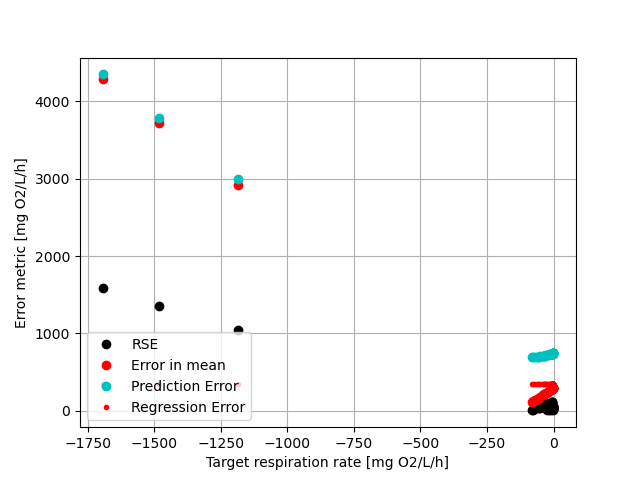 4000
3000
2000
1000
0
Error metric [mg O2/L/h]
RSE
Error in mean
Prediction Error
Regression Error
−1750
−1500
−1250
−1000
−750
−500
−250
0
Target respiration rate [mg O2/L/h]